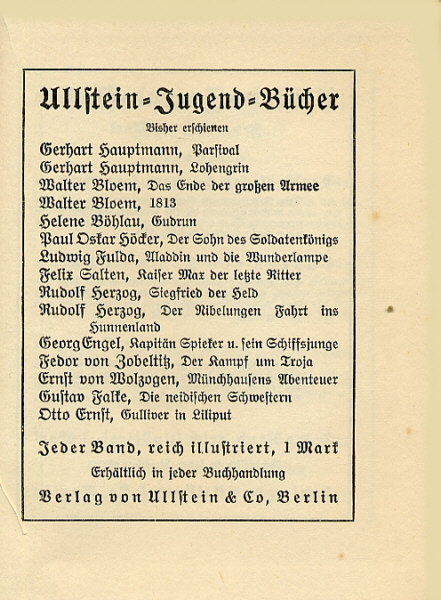 Ullstein-Jugend-Bücher
Bisher erschienen
Gerhart Hauptmann, Parsival
Gerhart Hauptmann, Lohengrin
Walter Bloem, Das Ende der großen Armee
Walter Bloem, 1813
Helene Böhlau, Gudrun
Paul Oskar Höcker, Der Sohn des Soldatenkönigs
Ludwig Fulda, Aladdin und die Wunderlampe
Felix Salten, Kaiser Max der letzte Ritter
Rudolf Herzog, Siegfried der Held
Rudolf Herzog, Der Nibelungen Fahrt ins
Hunnenland
Georg Engel, Kapitän Spieker u. sein Schiffsjunge
Fedor von Zobeltitz, Der Kampf um Troja
Ernst von Wolzogen, Münchhausens Abenteuer
Gustav Falke, Die neidischen Schwestern
Otto Ernst, Gulliver in Liliput
Jeder Band, reich illustriert, 1 Mark
Erhältlich in jeder Buchhandlung
Verlag von Ullstein & Co, Berlin